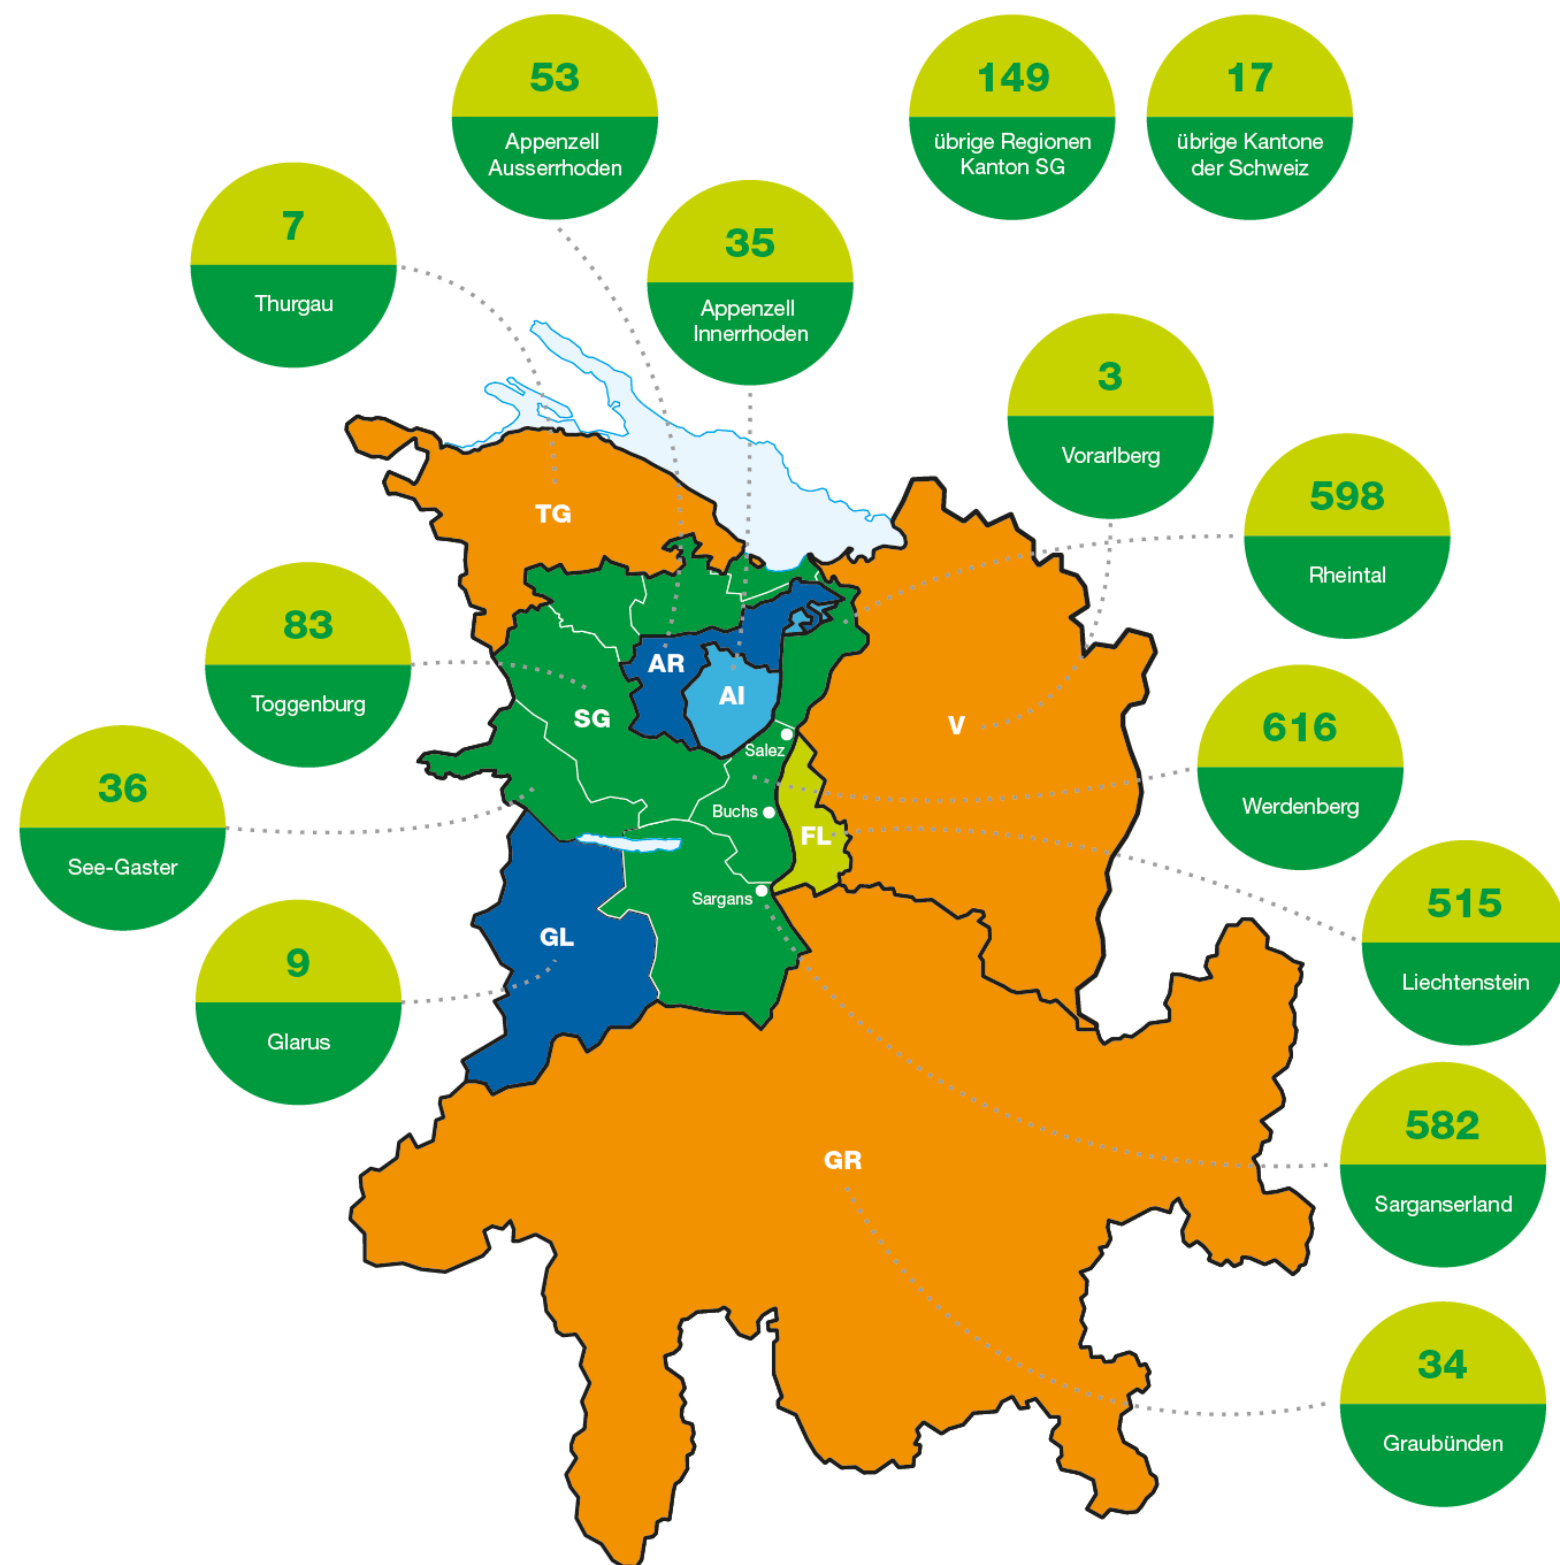 53
Appenzell
Ausserrhoden
149
übrige Regionen
Kanton SG
17
übrige Kantone
der Schweiz
7
Thurgau
35
Appenzell
Innerrhoden
3
Vorarlberg
598
Rheintal
TG
83
Toggenburg
AR
AI
SG
V
Salez
616
Werdenberg
36
See-Gaster
Buchs
FL
Sargans
515
Liechtenstein
GL
9
Glarus
582
Sarganserland
GR
34
Graubünden